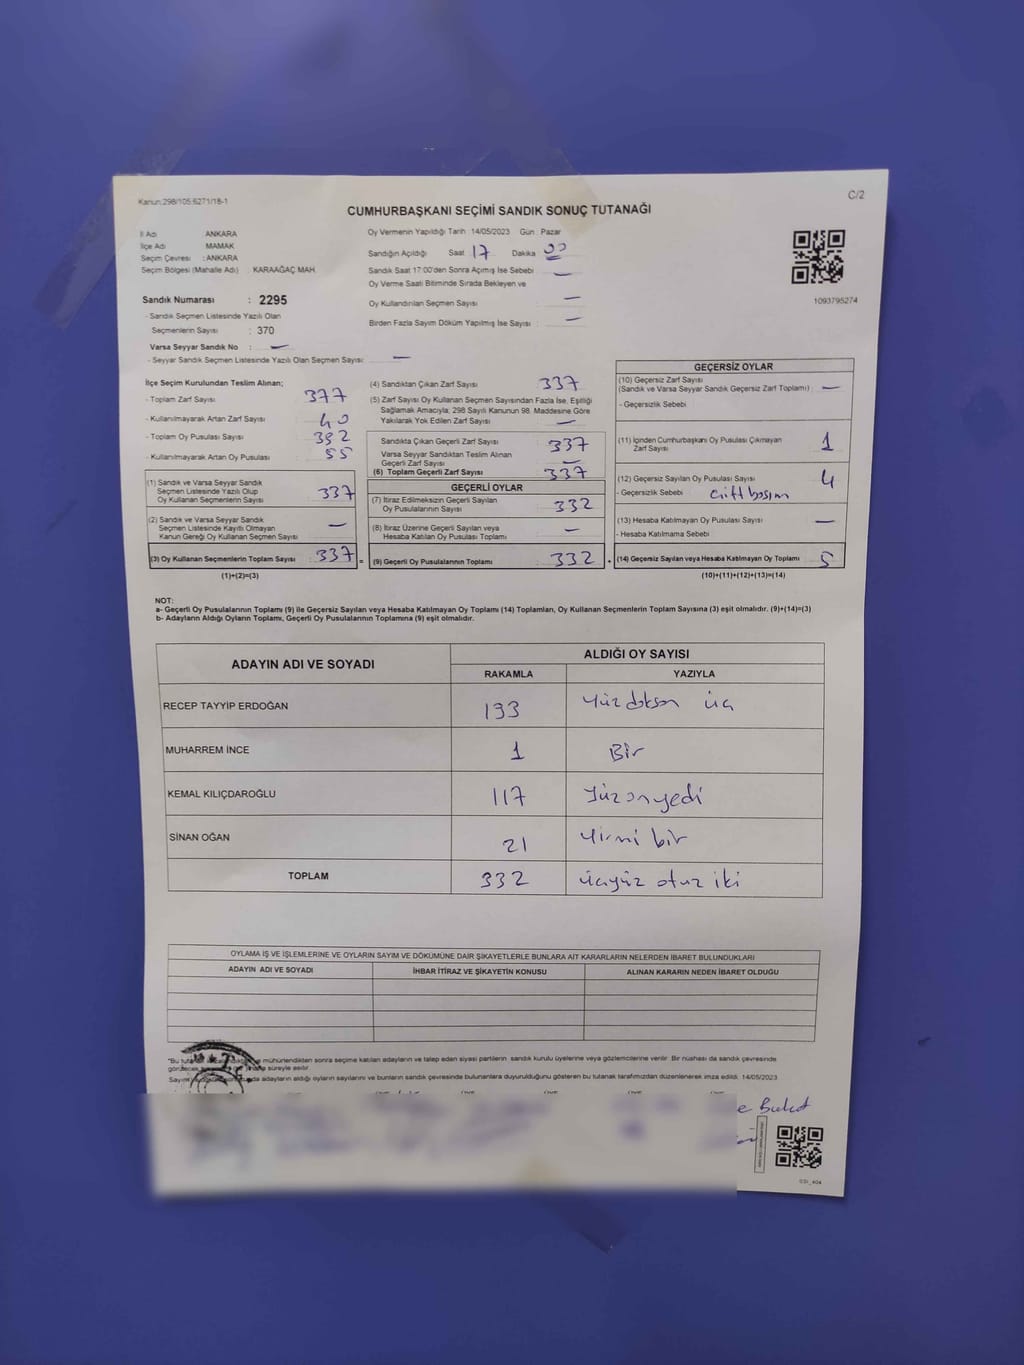 Kanun:298/105;6271/18-1
C/2
CUMHURBAŞKANI SEÇİMİ SANDIK SONUÇ TUTANAĞI
İl Adı : ANKARA
İlçe Adı MAMAK
Seçim Çevresi : ANKARA
Seçim Bölgesi (Mahalle Adı) : KARAAĞAÇ MAH.
Sandık Numarası : 2295
- Sandık Seçmen Listesinde Yazılı Olan
Seçmenlerin Sayısı : 370
Varsa Seyyar Sandık No : —
- Seyyar Sandık Seçmen Listesinde Yazılı Olan Seçmen Sayısı: —
Oy Vermenin Yapıldığı Tarih 14/05/2023 Gün : Pazar
Sandığın Açıldığı Saat 17 Dakika 00
Sandık Saat 17:00'den Sonra Açımış İse Sebebi —
Oy Verme Saati Bitiminde Sırada Bekleyen ve
Oy Kullandırılan Seçmen Sayısı —
Birden Fazla Sayım Döküm Yapılmış İse Sayısı : —
1093795274
İlçe Seçim Kurulundan Teslim Alınan;
- Toplam Zarf Sayısı 377
- Kullanılmayarak Artan Zarf Sayısı 40
- Toplam Oy Pusulası Sayısı 392
- Kullanılmayarak Artan Oy Pusulası 55
(1) Sandık ve Varsa Seyyar Sandık
Seçmen Listesinde Yazılı Olup
Oy Kullanan Seçmenlerin Sayısı 337
(2) Sandık ve Varsa Seyyar Sandık
Seçmen Listesinde Kayıtlı Olmayan
Kanun Gereği Oy Kullanan Seçmen Sayısı —
(3) Oy Kullanan Seçmenlerin Toplam Sayısı : 337 =
(1)+(2)=(3)
(4) Sandıktan Çıkan Zarf Sayısı 337
(5) Zarf Sayısı Oy Kullanan Seçmen Sayısından Fazla İse, Eşitliği
Sağlamak Amacıyla; 298 Sayılı Kanunun 98. Maddesine Göre
Yakılarak Yok Edilen Zarf Sayısı —
Sandıkta Çıkan Geçerli Zarf Sayısı 337
Varsa Seyyar Sandıktan Teslim Alınan
Geçerli Zarf Sayısı —
(6) Toplam Geçerli Zarf Sayısı 337
GEÇERLİ OYLAR
(7) İtiraz Edilmeksizin Geçerli Sayılan
Oy Pusulalarının Sayısı 332
(8) İtiraz Üzerine Geçerli Sayılan veya
Hesaba Katılan Oy Pusulası Toplamı —
(9) Geçerli Oy Pusulalarının Toplamı 332 +
GEÇERSİZ OYLAR
(10) Geçersiz Zarf Sayısı
(Sandık ve Varsa Seyyar Sandık Geçersiz Zarf Toplamı) : —
- Geçersizlik Sebebi
(11) İçinden Cumhurbaşkanı Oy Pusulası Çıkmayan
Zarf Sayısı 1
(12) Geçersiz Sayılan Oy Pusulası Sayısı 4
- Geçersizlik Sebebi çift basım
(13) Hesaba Katılmayan Oy Pusulası Sayısı —
- Hesaba Katılmama Sebebi
(14) Geçersiz Sayılan veya Hesaba Katılmayan Oy Toplamı 5
(10)+(11)+(12)+(13)=(14)
NOT:
a- Geçerli Oy Pusulalarının Toplamı (9) ile Geçersiz Sayılan veya Hesaba Katılmayan Oy Toplamı (14) Toplamları, Oy Kullanan Seçmenlerin Toplam Sayısına (3) eşit olmalıdır. (9)+(14)=(3)
b- Adayların Aldığı Oyların Toplamı, Geçerli Oy Pusulalarının Toplamına (9) eşit olmalıdır.
ADAYIN ADI VE SOYADI ALDIĞI OY SAYISI
RAKAMLA YAZIYLA
RECEP TAYYİP ERDOĞAN 193 Yüz doksan üç
MUHARREM İNCE 1 Bir
KEMAL KILIÇDAROĞLU 117 yüzonyedi
SİNAN OĞAN 21 Yirmi bir
TOPLAM 332 üçyüz otuz iki
OYLAMA İŞ VE İŞLEMLERİNE VE OYLARIN SAYIM VE DÖKÜMÜNE DAİR ŞİKAYETLERLE BUNLARA AİT KARARLARIN NELERDEN İBARET BULUNDUKLARI
ADAYIN ADI VE SOYADI İHBAR İTİRAZ VE ŞİKAYETİN KONUSU ALINAN KARARIN NEDEN İBARET OLDUĞU
mühürlendikten sonra seçime katılan adayların ve talep eden siyasi partilerin sandık kurulu üyelerine veya gözlemcilerine verilir. Bir nüshası da sandık çevresinde
süreyle asılır.
adayların aldığı oyların sayılarını ve bunların sandık çevresinde bulunanlara duyurulduğunu gösteren bu tutanak tarafımızdan düzenlenerek imza edildi. 14/05/2023
e Bulut